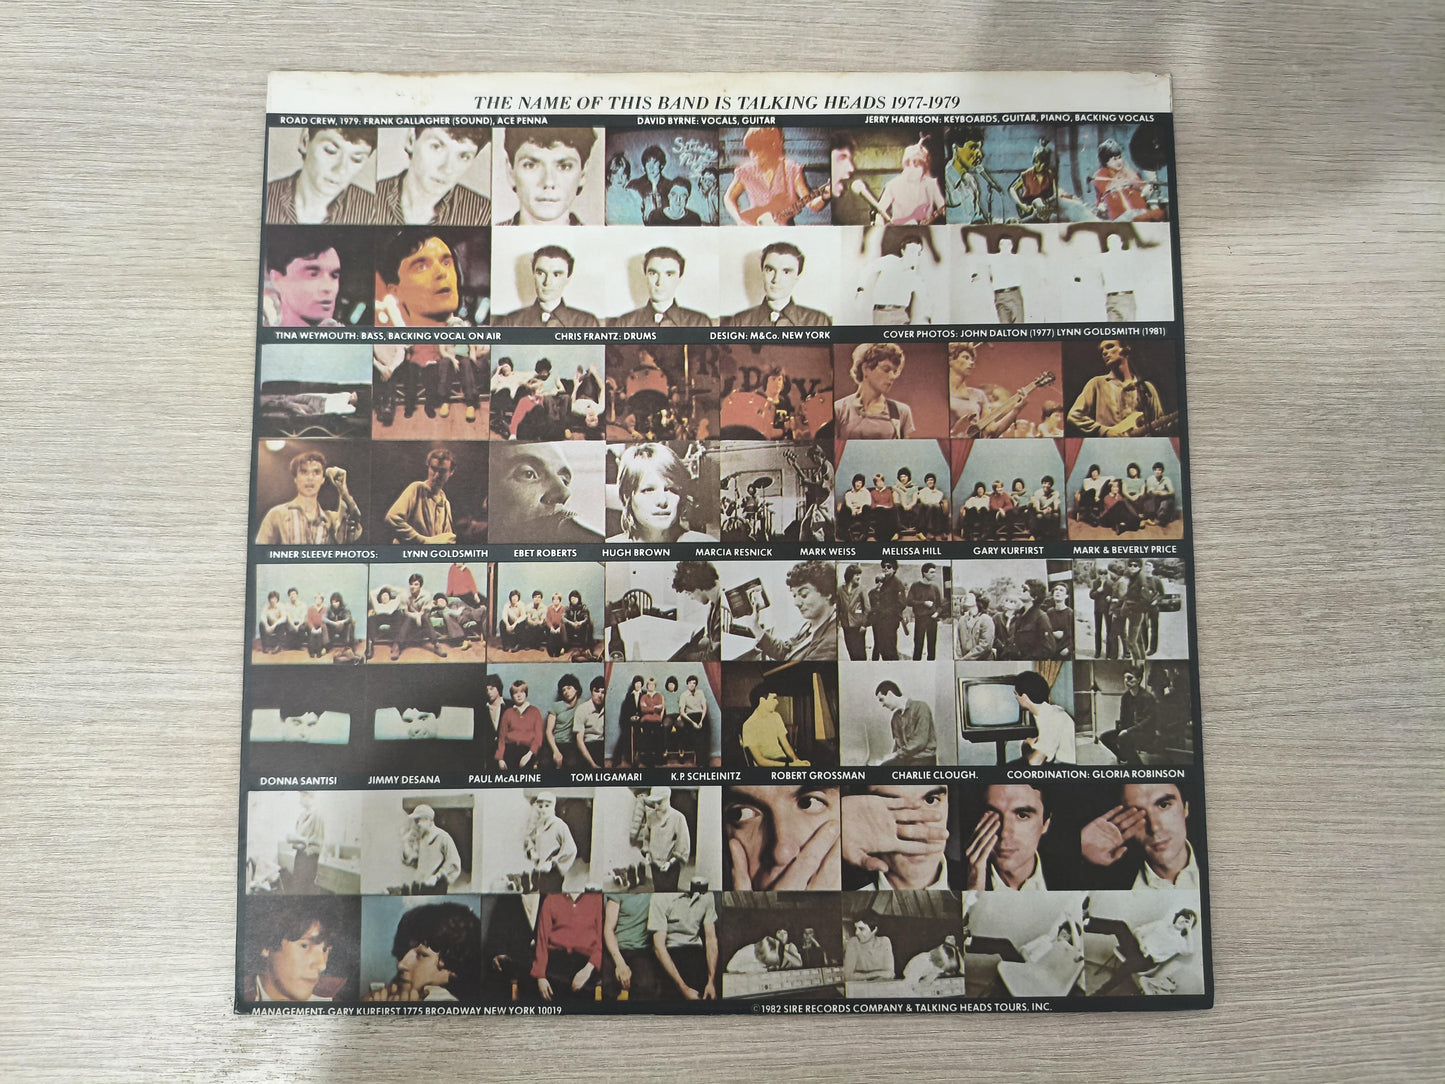 THE NAME OF THIS BAND IS TALKING HEADS 1977-1979
ROAD CREW, 1979: FRANK GALLAGHER (SOUND), ACE PENNA DAVID BYRNE: VOCALS, GUITAR JERRY HARRISON: KEYBOARDS, GUITAR, PIANO, BACKING VOCALS
TINA WEYMOUTH: BASS, BACKING VOCAL ON AIR CHRIS FRANTZ: DRUMS DESIGN: M&Co. NEW YORK COVER PHOTOS: JOHN DALTON (1977) LYNN GOLDSMITH (1981)
INNER SLEEVE PHOTOS: LYNN GOLDSMITH EBET ROBERTS HUGH BROWN MARCIA RESNICK MARK WEISS MELISSA HILL GARY KURFIRST MARK & BEVERLY PRICE
DONNA SANTISI JIMMY DESANA PAUL McALPINE TOM LIGAMARI K.P. SCHLEINITZ ROBERT GROSSMAN CHARLIE CLOUGH. COORDINATION: GLORIA ROBINSON
MANAGEMENT: GARY KURFIRST 1775 BROADWAY NEW YORK 10019 ©1982 SIRE RECORDS COMPANY & TALKING HEADS TOURS, INC.